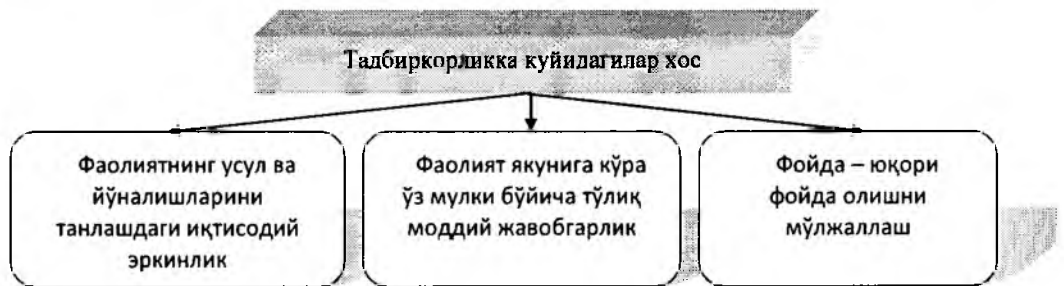 Тадбиркорликка куйидагилар хос
Фаолиятнинг усул ва
йўналишларини
танлашдаги иқтисодий
эркинлик
Фаолият якунига кўра
ўз мулки бўйича тўлиқ
моддий жавобгарлик
Фойда – юқори
фойда олишни
мўлжаллаш